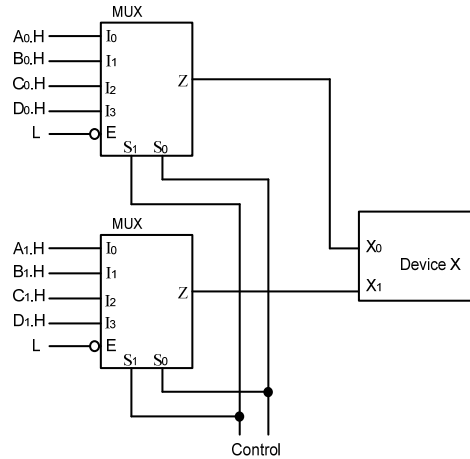 MUX
A0.H I0
B0.H I1
Z
C0.H I2
D0.H I3
L E
S1 S0
MUX
A1.H I0
B1.H I1
Z
C1.H I2
D1.H I3
L E
S1 S0
X0
Device X
X1
Control